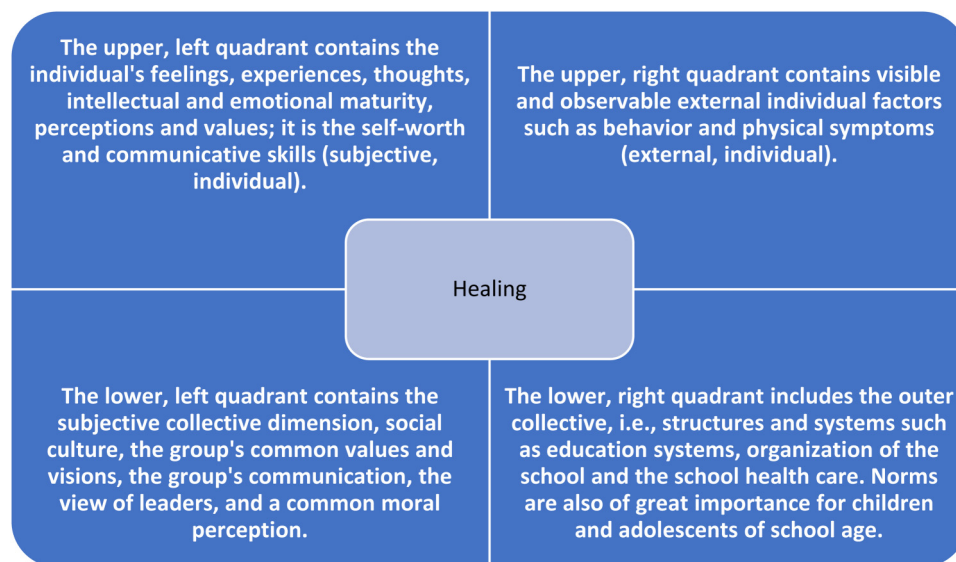 The upper, left quadrant contains the
individual's feelings, experiences, thoughts,
intellectual and emotional maturity,
perceptions and values; it is the self-worth
and communicative skills (subjective,
individual).
The upper, right quadrant contains visible
and observable external individual factors
such as behavior and physical symptoms
(external, individual).
Healing
The lower, left quadrant contains the
subjective collective dimension, social
culture, the group's common values and
visions, the group's communication, the
view of leaders, and a common moral
perception.
The lower, right quadrant includes the outer
collective, i.e., structures and systems such
as education systems, organization of the
school and the school health care. Norms
are also of great importance for children
and adolescents of school age.